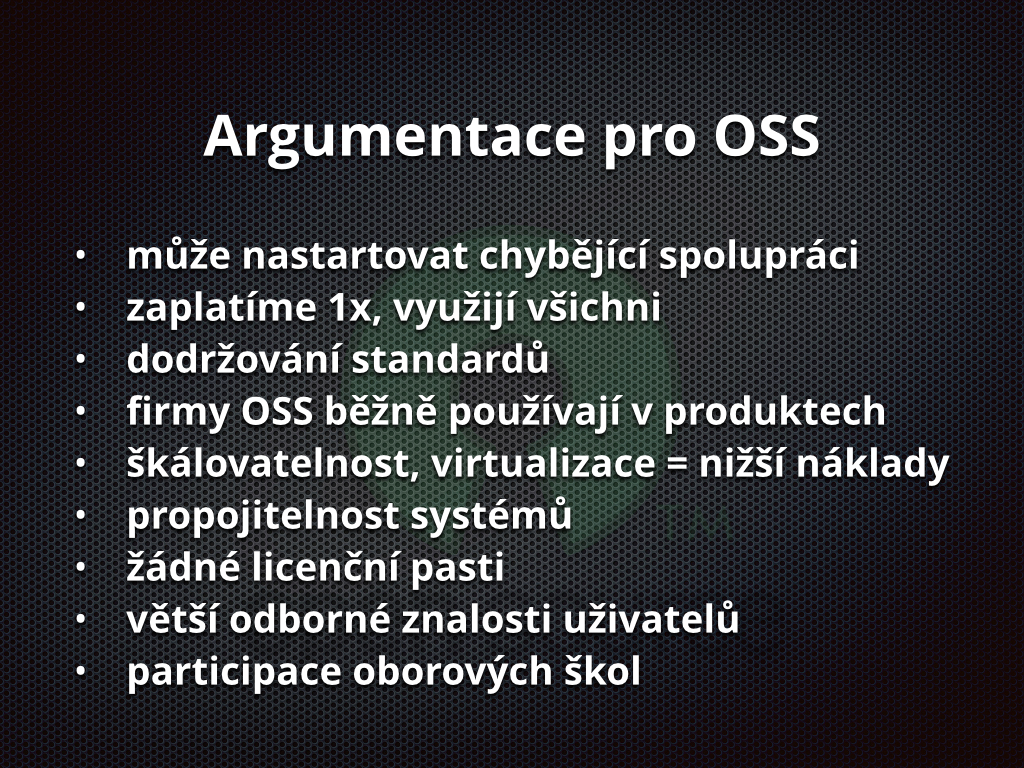 Argumentace pro OSS
• může nastartovat chybějící spolupráci
• zaplatíme 1x, využijí všichni
• dodržování standardů
• firmy OSS běžně používají v produktech
• škálovatelnost, virtualizace = nižší náklady
• propojitelnost systémů
• žádné licenční pasti
• větší odborné znalosti uživatelů
• participace oborových škol